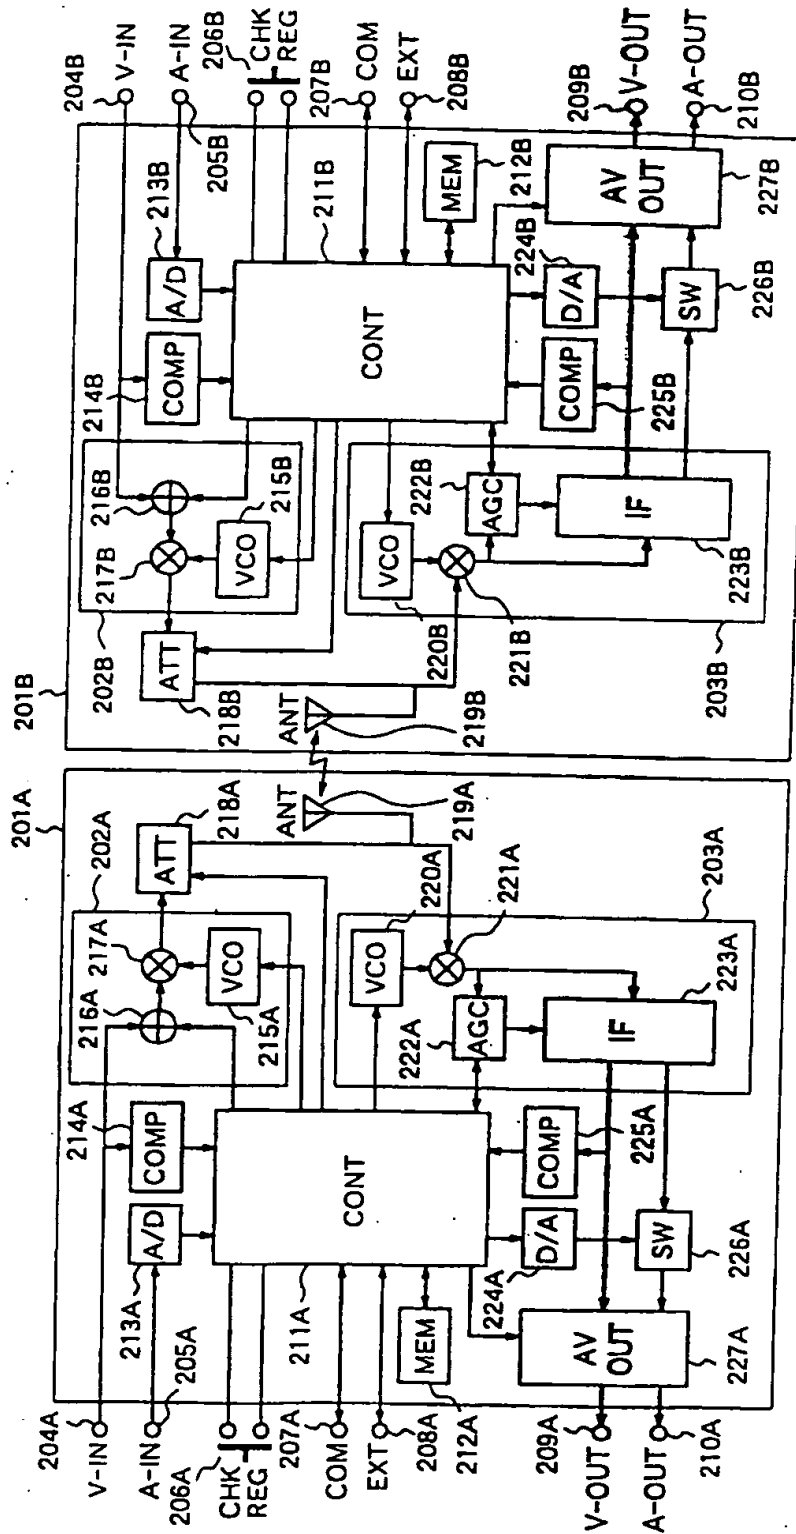 201A
204A
V-IN
A-IN
205A
206A
CHK
REG
207A
COM
EXT
208A
212A
209A
V-OUT
A-OUT
210A
213A
A/D
214A
COMP
216A
217A
202A
ATT
218A
VCO
215A
211A
CONT
MEM
ANT
219A
VCO
220A
221A
222A
AGC
IF
223A
203A
COMP
225A
224A
D/A
SW
226A
AV
OUT
227A
201B
202B
ATT
218B
217B
216B
VCO
215B
214B
COMP
213B
A/D
204B
V-IN
A-IN
205B
206B
CHK
REG
207B
COM
EXT
208B
211B
CONT
MEM
212B
ANT
219B
220B
VCO
221B
222B
AGC
IF
223B
203B
COMP
225B
224B
D/A
SW
226B
AV
OUT
227B
209B
V-OUT
A-OUT
210B